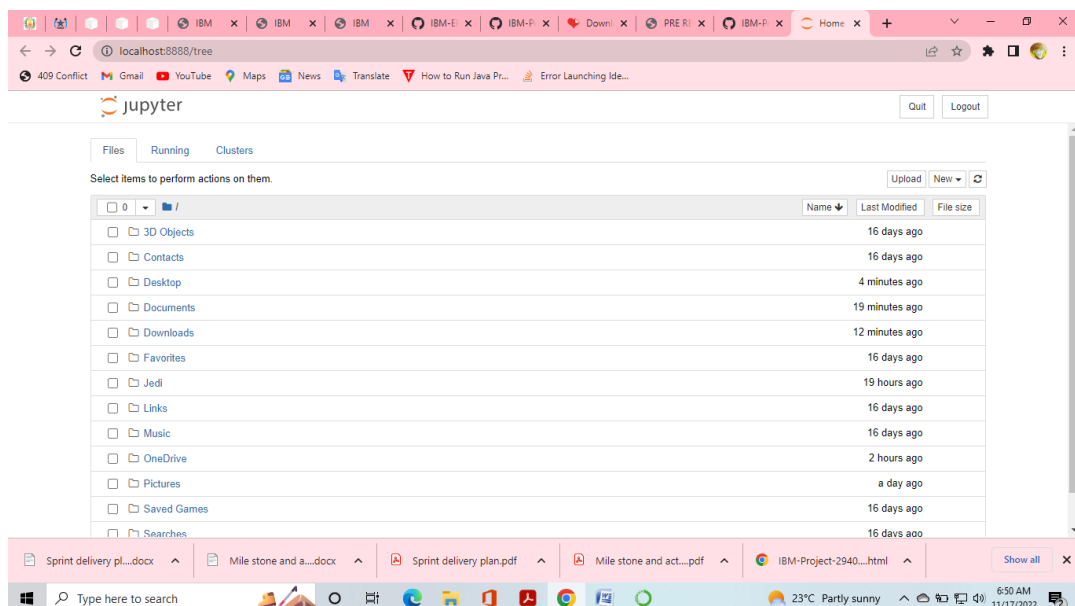 IBM IBM IBM IBM-E IBM-P Downl PRE RE IBM-P Home
localhost:8888/tree
409 Conflict Gmail YouTube Maps News Translate How to Run Java Pr... Error Launching Ide...
jupyter Quit Logout
Files Running Clusters
Select items to perform actions on them. Upload New
0 / Name Last Modified File size
3D Objects 16 days ago
Contacts 16 days ago
Desktop 4 minutes ago
Documents 19 minutes ago
Downloads 12 minutes ago
Favorites 16 days ago
Jedi 19 hours ago
Links 16 days ago
Music 16 days ago
OneDrive 2 hours ago
Pictures a day ago
Saved Games 16 days ago
Searches 16 days ago
Sprint delivery pl....docx Mile stone and a....docx Sprint delivery plan.pdf Mile stone and act....pdf IBM-Project-2940....html Show all
Type here to search 23°C Partly sunny 6:50 AM
11/17/2022